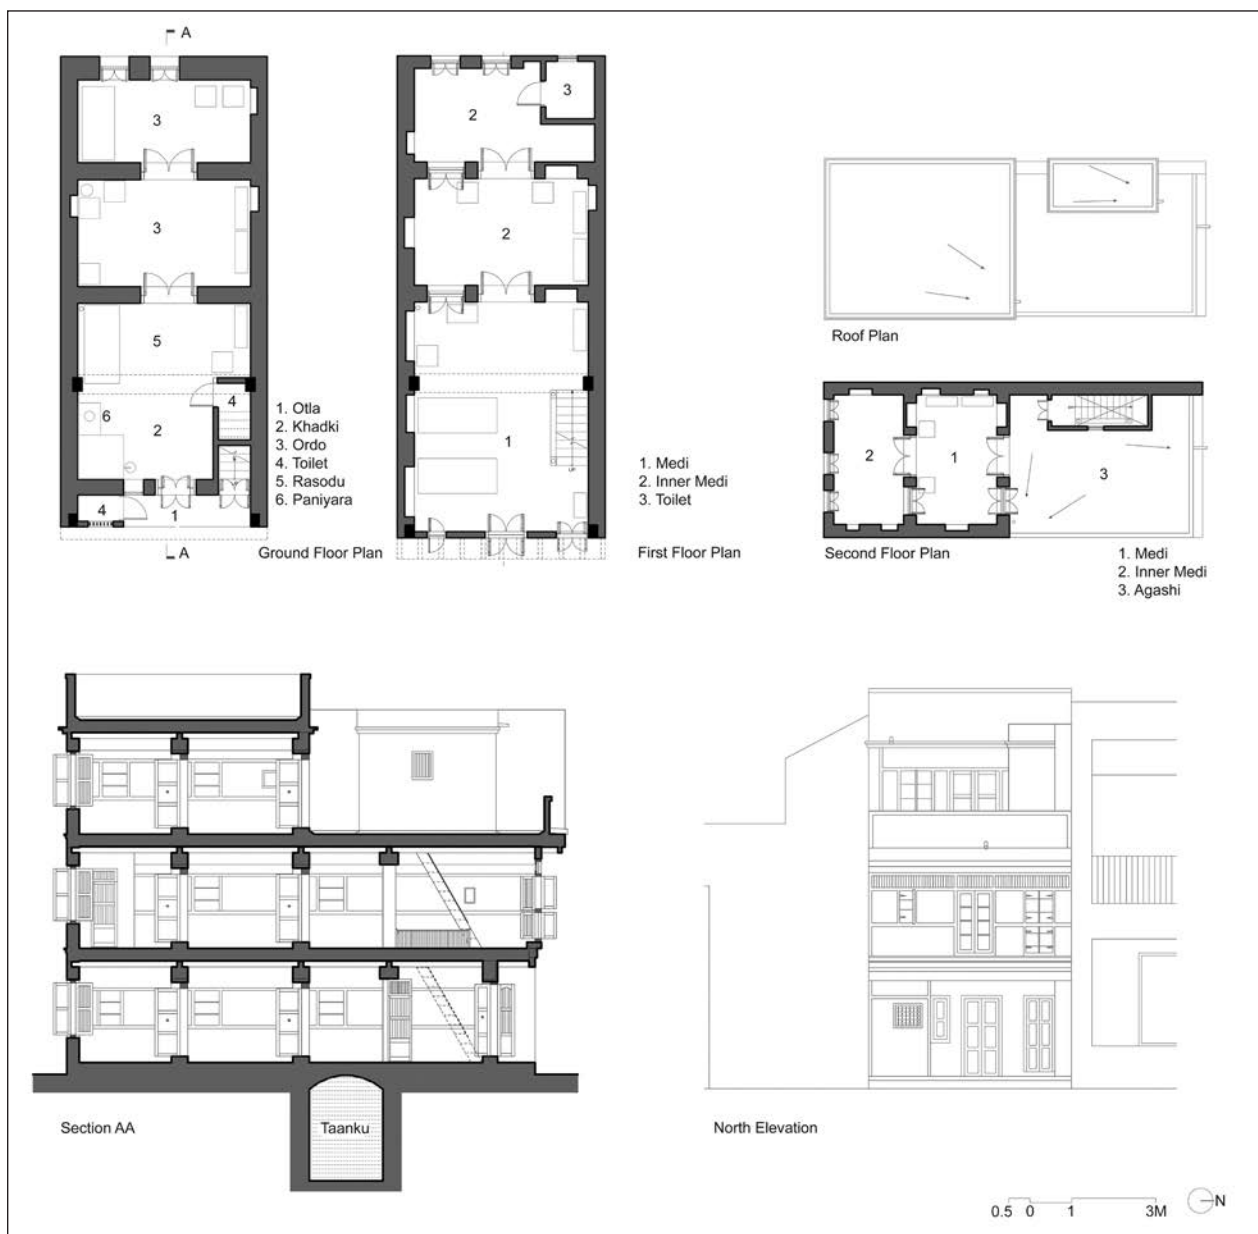 A
3
3
5
4
6
2
4
1
A
1. Otla
2. Khadki
3. Ordo
4. Toilet
5. Rasodu
6. Paniyara
Ground Floor Plan
3
2
2
1
1. Medi
2. Inner Medi
3. Toilet
First Floor Plan
Roof Plan
2
1
3
Second Floor Plan
1. Medi
2. Inner Medi
3. Agashi
Section AA
Taanku
North Elevation
0.5 0 1 3M
N